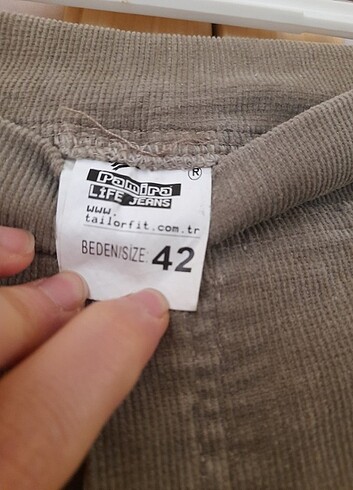 Pamira ®
LiFE JEANS
www.
tailorfit.com.tr
BEDEN/SIZE: 42